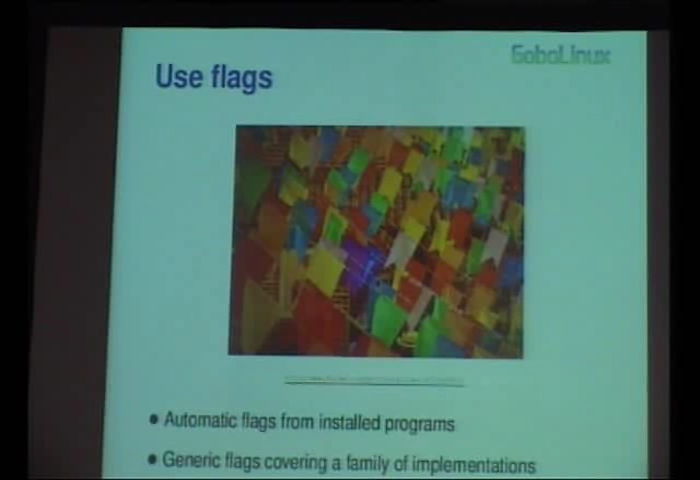 GoboLinux
Use flags
Automatic flags from installed programs
Generic flags covering a family of implementations